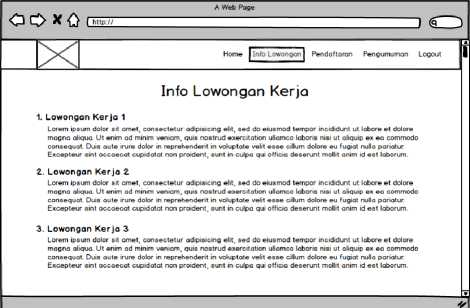 A Web Page
http://
Home Info Lowongan Pendaftaran Pengumuman Logout
Info Lowongan Kerja
1. Lowongan Kerja 1
Lorem ipsum dolor sit amet, consectetur adipisicing elit, sed do eiusmod tempor incididunt ut labore et dolore
magna aliqua. Ut enim ad minim veniam, quis nostrud exercitation ullamco laboris nisi ut aliquip ex ea commodo
consequat. Duis aute irure dolor in reprehenderit in voluptate velit esse cillum dolore eu fugiat nulla pariatur.
Excepteur sint occaecat cupidatat non proident, sunt in culpa qui officia deserunt mollit anim id est laborum.
2. Lowongan Kerja 2
Lorem ipsum dolor sit amet, consectetur adipisicing elit, sed do eiusmod tempor incididunt ut labore et dolore
magna aliqua. Ut enim ad minim veniam, quis nostrud exercitation ullamco laboris nisi ut aliquip ex ea commodo
consequat. Duis aute irure dolor in reprehenderit in voluptate velit esse cillum dolore eu fugiat nulla pariatur.
Excepteur sint occaecat cupidatat non proident, sunt in culpa qui officia deserunt mollit anim id est laborum.
3. Lowongan Kerja 3
Lorem ipsum dolor sit amet, consectetur adipisicing elit, sed do eiusmod tempor incididunt ut labore et dolore
magna aliqua. Ut enim ad minim veniam, quis nostrud exercitation ullamco laboris nisi ut aliquip ex ea commodo
consequat. Duis aute irure dolor in reprehenderit in voluptate velit esse cillum dolore eu fugiat nulla pariatur.
Excepteur sint occaecat cupidatat non proident, sunt in culpa qui officia deserunt mollit anim id est laborum.